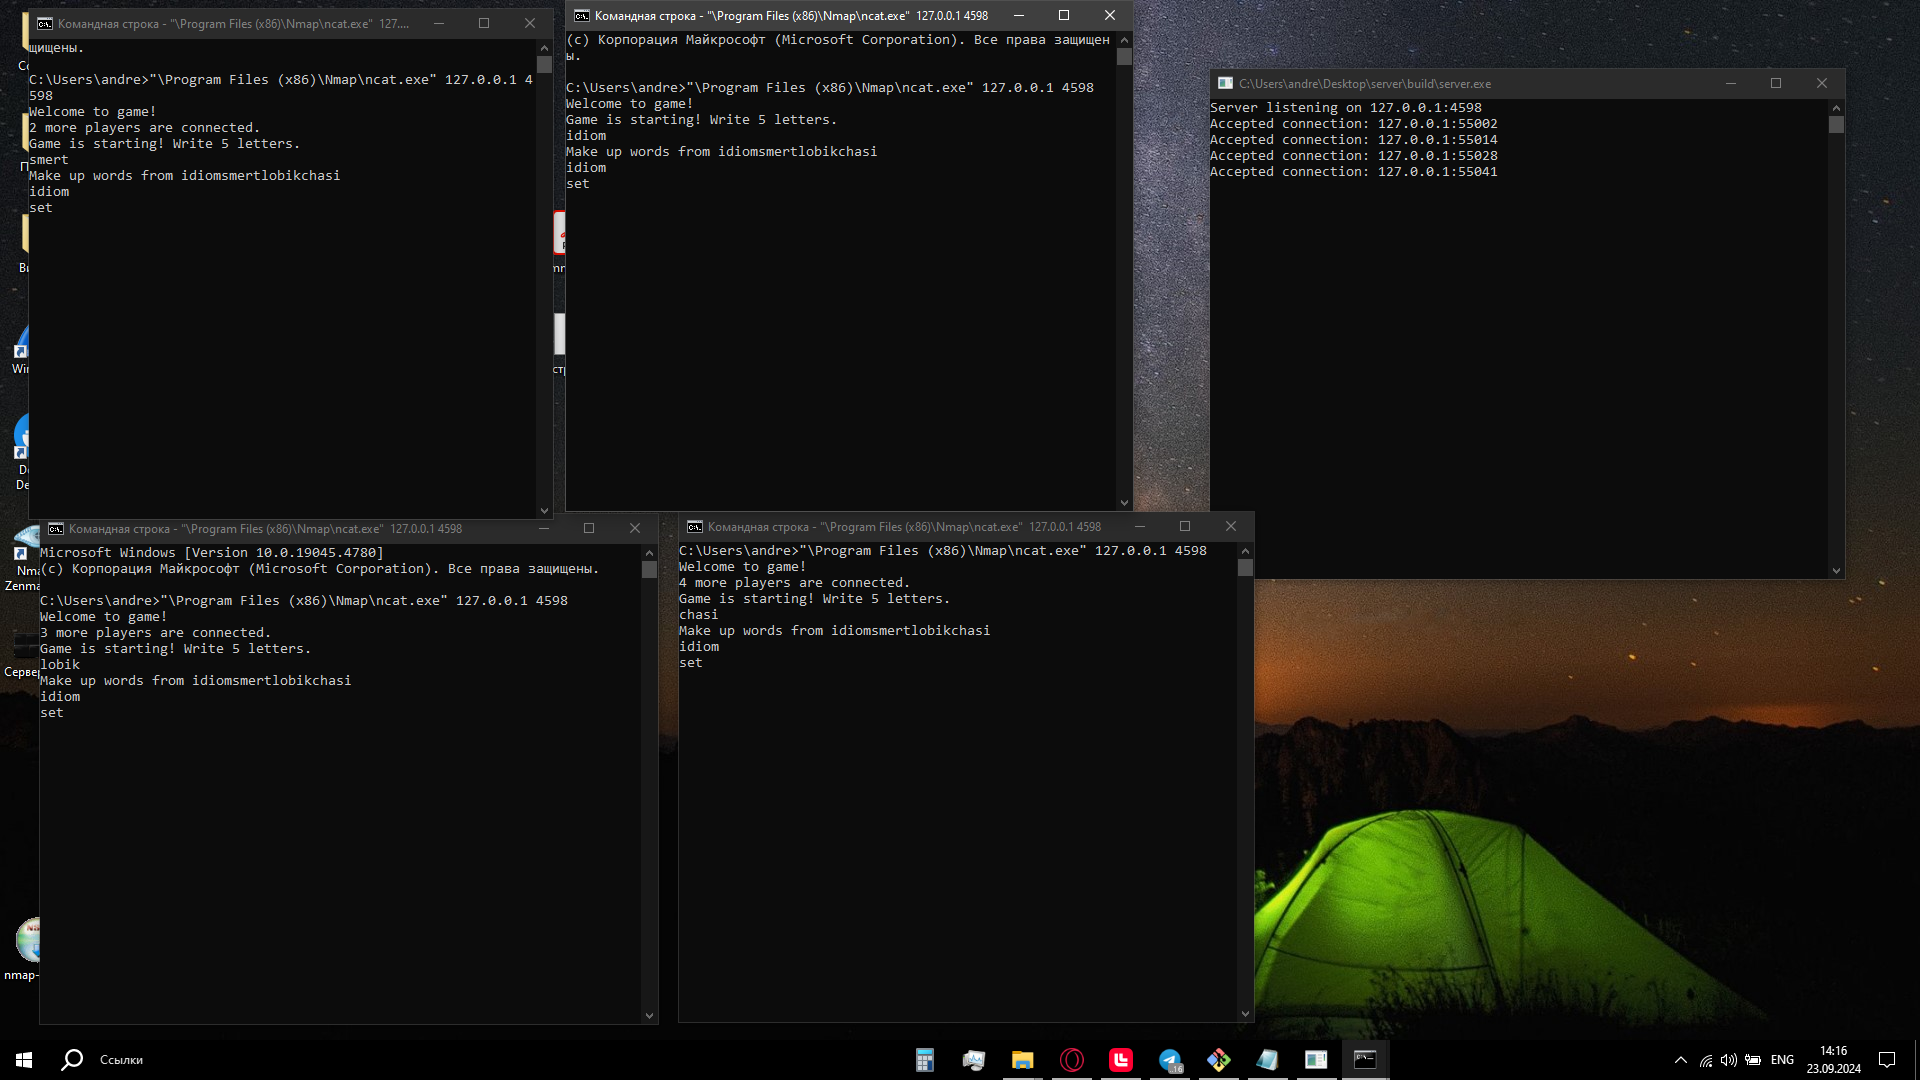 Командная строка - "\Program Files (x86)\Nmap\ncat.exe" 127....
щищены.
C:\Users\andre>"\Program Files (x86)\Nmap\ncat.exe" 127.0.0.1 4
598
Welcome to game!
2 more players are connected.
Game is starting! Write 5 letters.
smert
Make up words from idiomsmertlobikchasi
idiom
set
Командная строка - "\Program Files (x86)\Nmap\ncat.exe" 127.0.0.1 4598
(c) Корпорация Майкрософт (Microsoft Corporation). Все права защищен
ы.
C:\Users\andre>"\Program Files (x86)\Nmap\ncat.exe" 127.0.0.1 4598
Welcome to game!
Game is starting! Write 5 letters.
idiom
Make up words from idiomsmertlobikchasi
idiom
set
C:\Users\andre\Desktop\server\build\server.exe
Server listening on 127.0.0.1:4598
Accepted connection: 127.0.0.1:55002
Accepted connection: 127.0.0.1:55014
Accepted connection: 127.0.0.1:55028
Accepted connection: 127.0.0.1:55041
Командная строка - "\Program Files (x86)\Nmap\ncat.exe" 127.0.0.1 4598
Microsoft Windows [Version 10.0.19045.4780]
(c) Корпорация Майкрософт (Microsoft Corporation). Все права защищены.
C:\Users\andre>"\Program Files (x86)\Nmap\ncat.exe" 127.0.0.1 4598
Welcome to game!
3 more players are connected.
Game is starting! Write 5 letters.
lobik
Make up words from idiomsmertlobikchasi
idiom
set
Командная строка - "\Program Files (x86)\Nmap\ncat.exe" 127.0.0.1 4598
C:\Users\andre>"\Program Files (x86)\Nmap\ncat.exe" 127.0.0.1 4598
Welcome to game!
4 more players are connected.
Game is starting! Write 5 letters.
chasi
Make up words from idiomsmertlobikchasi
idiom
set
Win
De
De
Nma
Zenma
Сервер
nmap-
Ссылки
16
ENG
14:16
23.09.2024